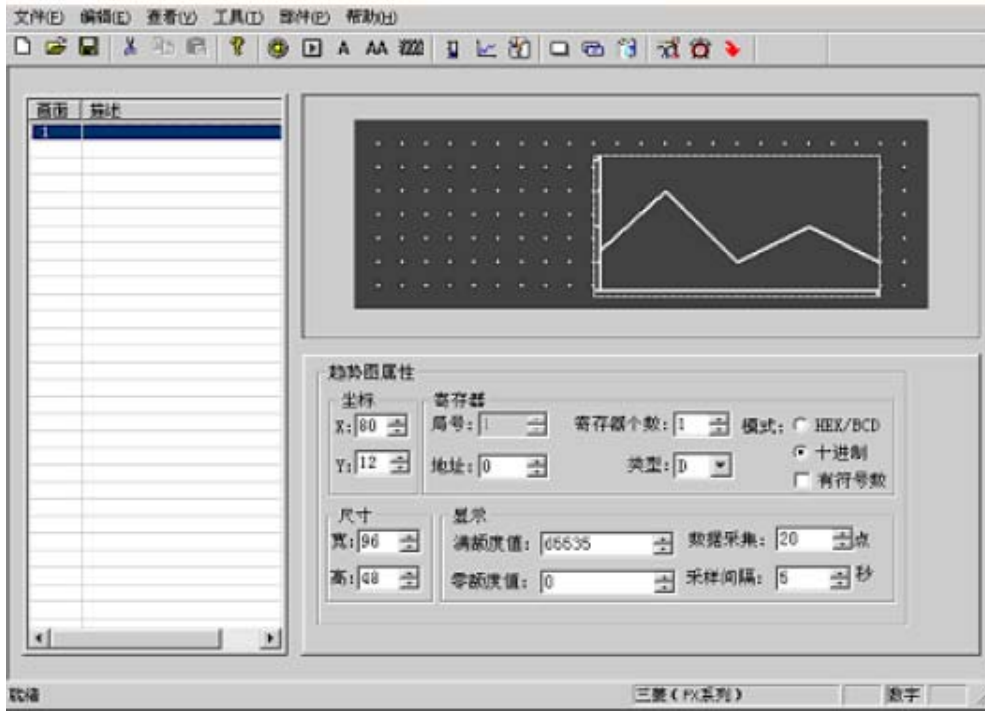 文件(F) 编辑(E) 查看(V) 工具(T) 部件(P) 帮助(H)
A AA
画面 描述
1
趋势图属性
坐标 寄存器
X: 80 局号: 1 寄存器个数: 1 模式: HEX/BCD
十进制
Y: 12 地址: 0 类型: D
有符号数
尺寸 显示
宽: 96 满额度值: 65535 数据采集: 20 点
高: 48 零额度值: 0 采样间隔: 5 秒
就绪 三菱(FX系列) 数字